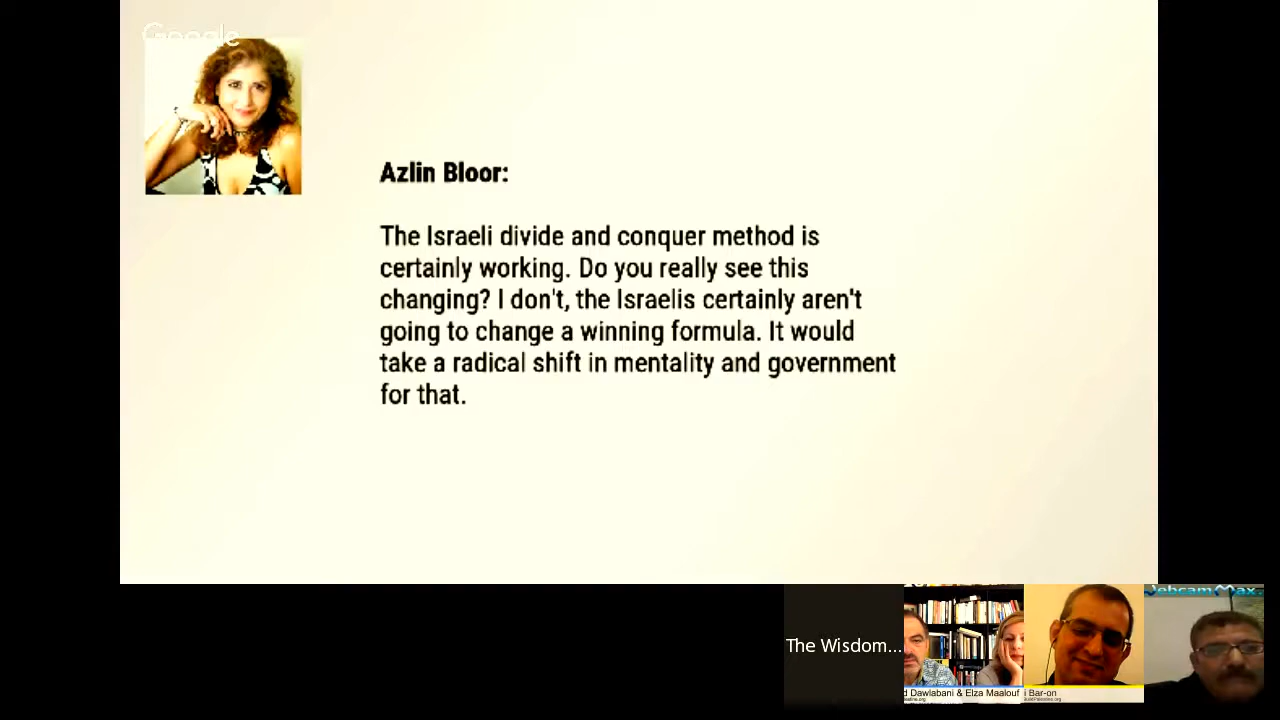 Google
Azlin Bloor:
The Israeli divide and conquer method is
certainly working. Do you really see this
changing? I don't, the Israelis certainly aren't
going to change a winning formula. It would
take a radical shift in mentality and government
for that.
WebcamMax.
The Wisdom...
d Dawlabani & Elza Maalouf
i Bar-on